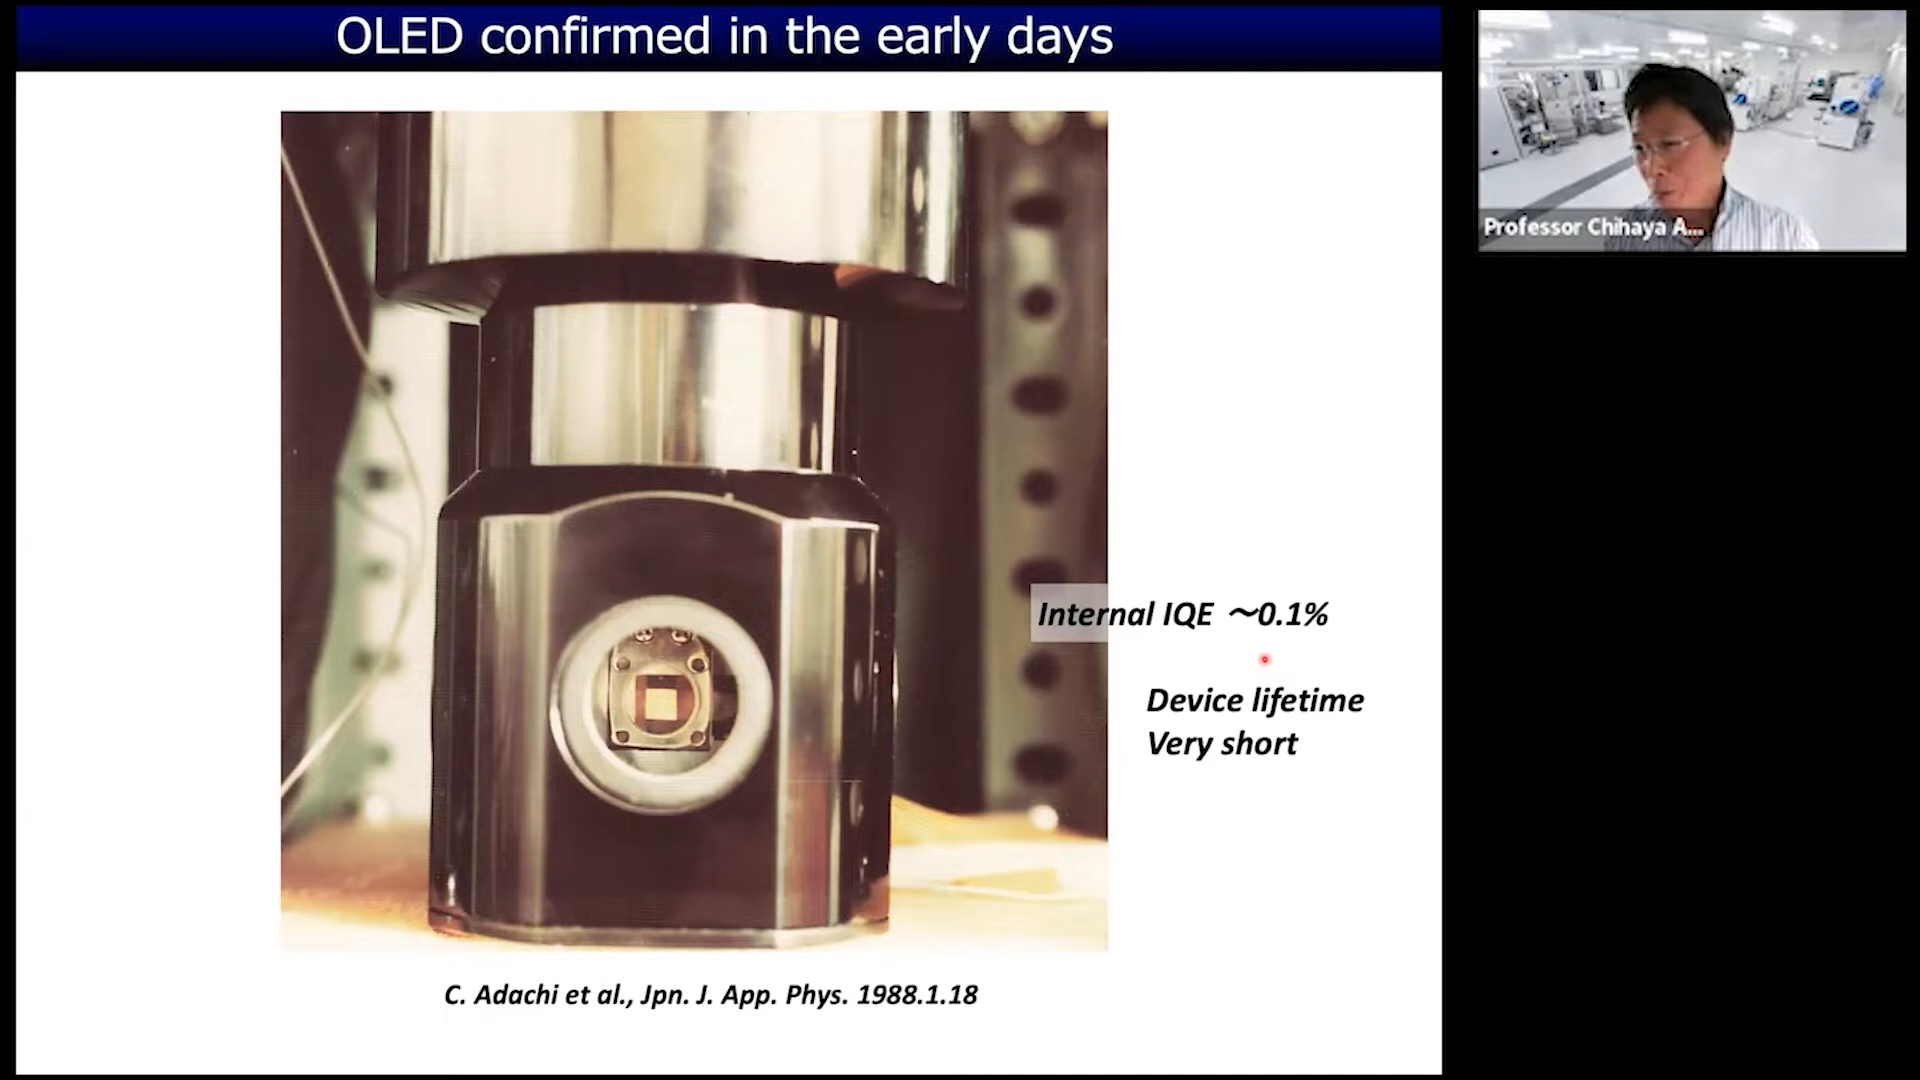 OLED confirmed in the early days
Professor Chihaya A...
Internal IQE ～0.1%
Device lifetime
Very short
C. Adachi et al., Jpn. J. App. Phys. 1988.1.18